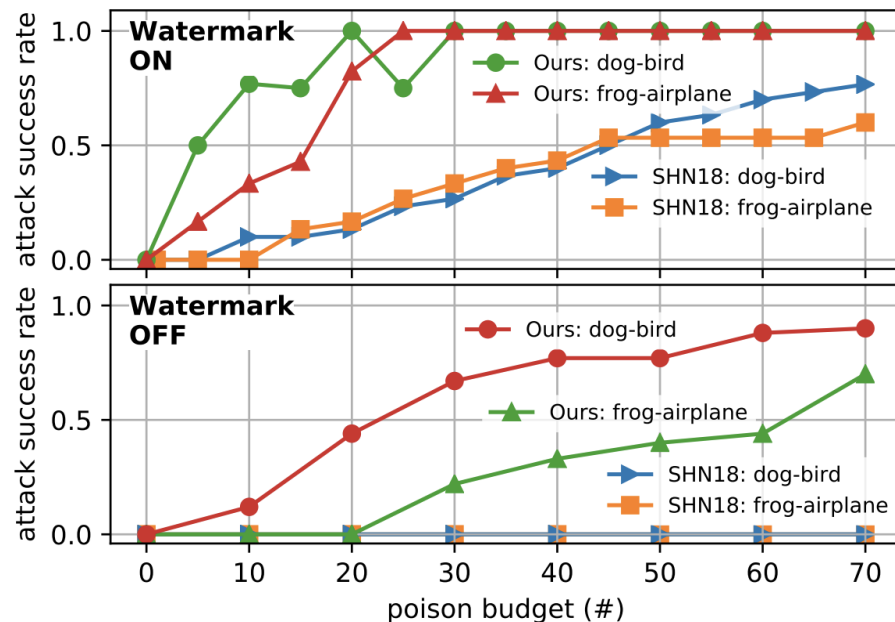 Watermark
ON
Ours: dog-bird
Ours: frog-airplane
SHN18: dog-bird
SHN18: frog-airplane
attack success rate
1.0
0.5
0.0
Watermark
OFF
Ours: dog-bird
Ours: frog-airplane
SHN18: dog-bird
SHN18: frog-airplane
attack success rate
1.0
0.5
0.0
0 10 20 30 40 50 60 70
poison budget (#)